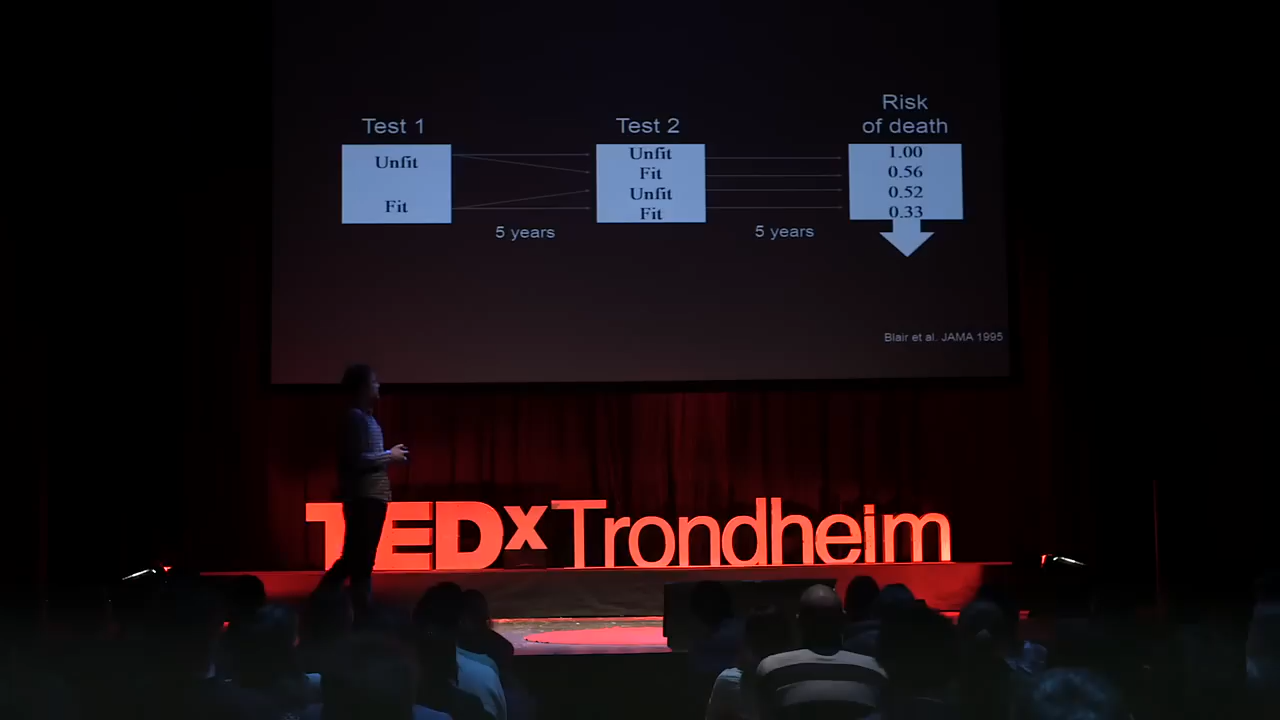 Risk
Test 1 Test 2 of death
Unfit Unfit 1.00
Fit 0.56
Fit Unfit 0.52
Fit 0.33
5 years 5 years
Blair et al. JAMA 1995
TEDxTrondheim